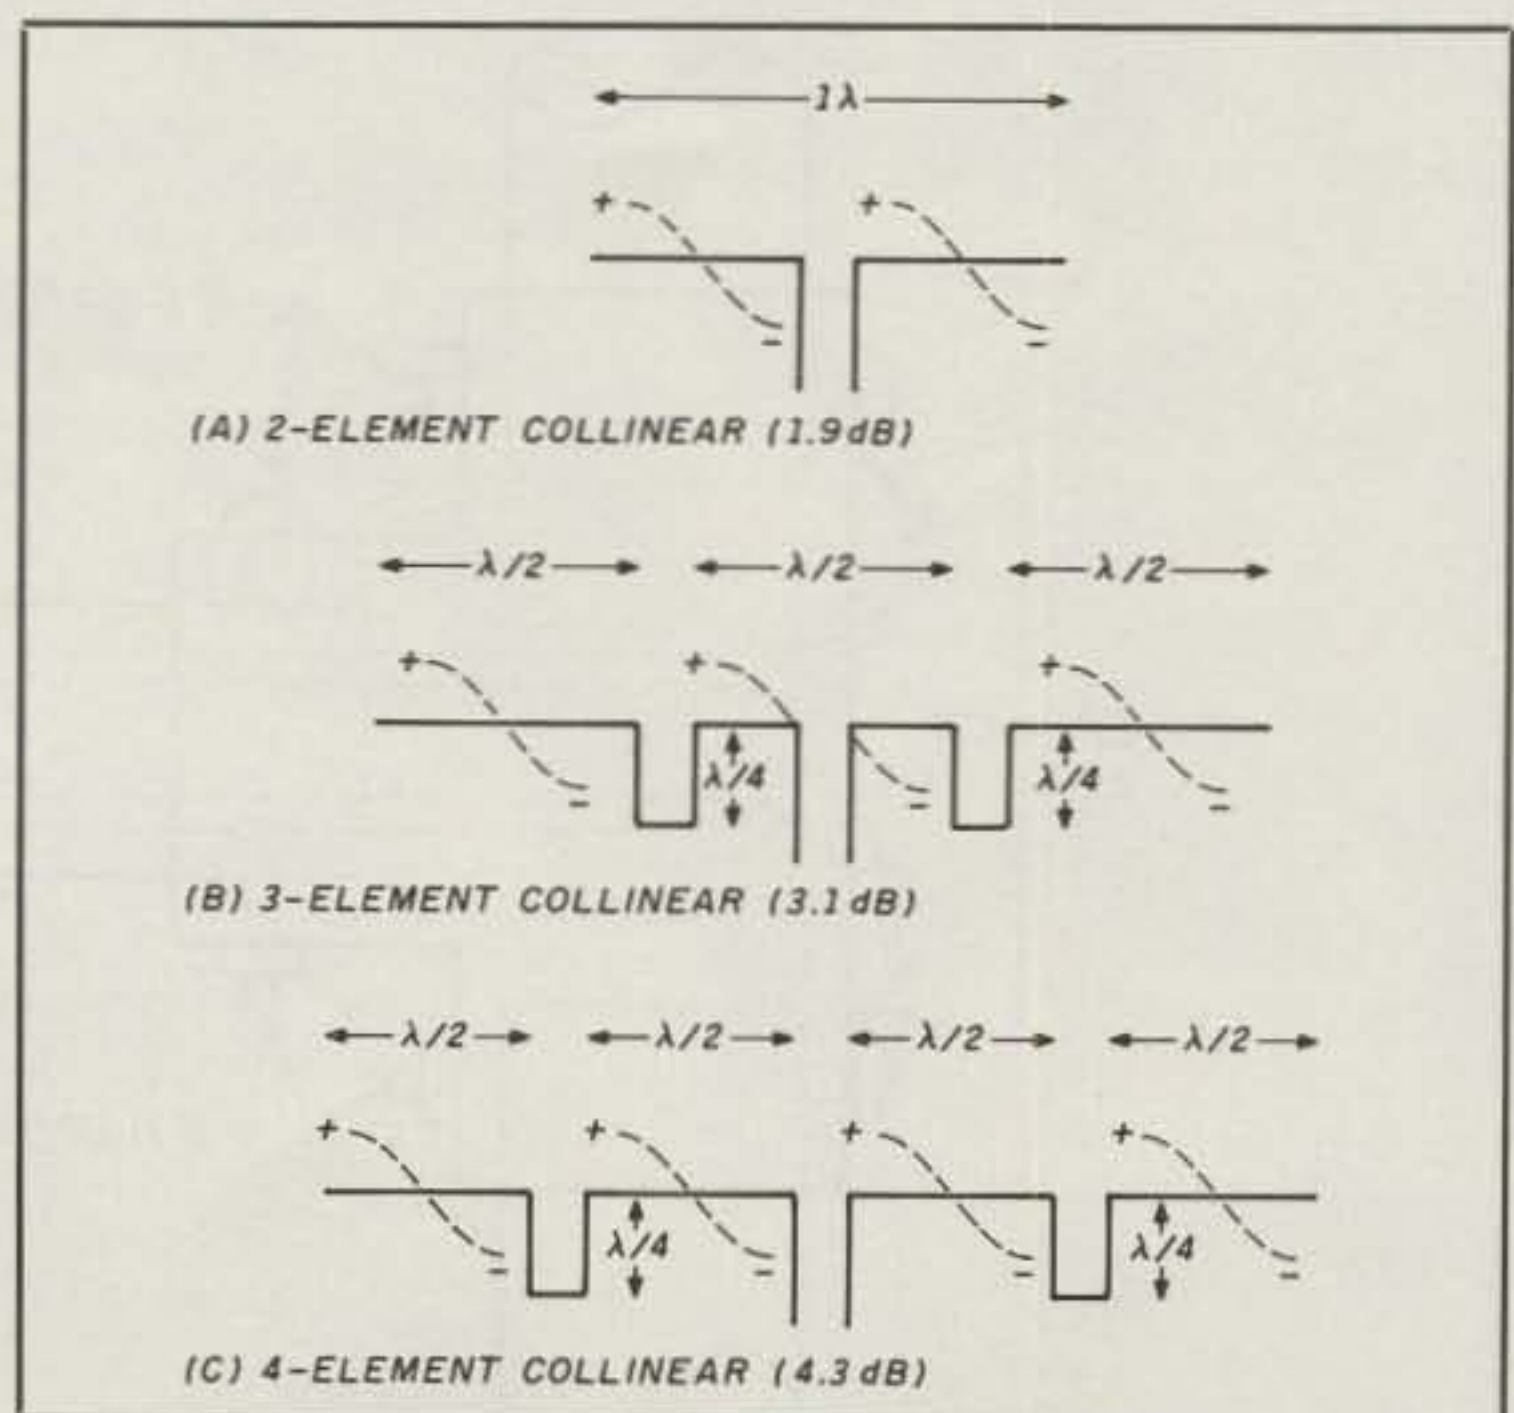 1λ
+ +
- -
(A) 2-ELEMENT COLLINEAR (1.9dB)
λ/2 λ/2 λ/2
+ + +
λ/4 λ/4
- - -
(B) 3-ELEMENT COLLINEAR (3.1dB)
λ/2 λ/2 λ/2 λ/2
+ + + +
λ/4 λ/4
- - - -
(C) 4-ELEMENT COLLINEAR (4.3dB)